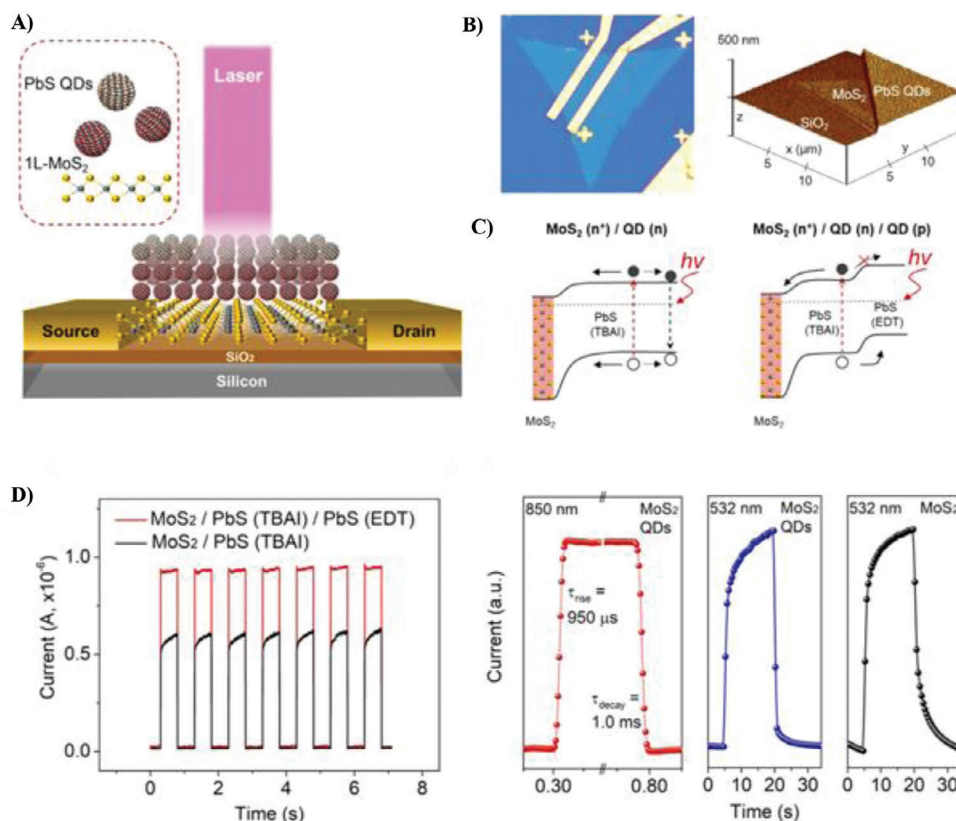 A)
PbS QDs
1L-MoS₂
Laser
Source
Drain
SiO₂
Silicon
B)
500 nm
z
MoS₂
PbS QDs
SiO₂
5
10
x (μm)
y
5
10
C)
MoS₂ (n⁺) / QD (n)
hv
PbS
(TBAI)
MoS₂
MoS₂ (n⁺) / QD (n) / QD (p)
hv
PbS
(TBAI)
PbS
(EDT)
MoS₂
D)
MoS₂ / PbS (TBAI) / PbS (EDT)
MoS₂ / PbS (TBAI)
Current (A, x10⁻⁶)
1.0
0.5
0.0
0 2 4 6 8
Time (s)
Current (a.u.)
850 nm
MoS₂
QDs
τrise =
950 μs
τdecay =
1.0 ms
0.30 0.80
532 nm
MoS₂
QDs
0 10 20 30
532 nm
MoS₂
0 10 20 30
Time (s)